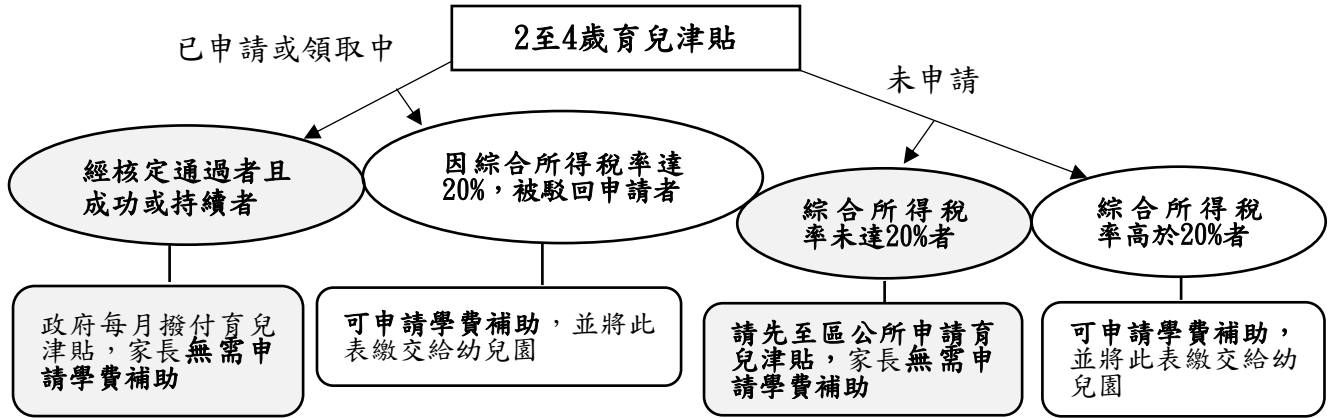 2至4歲育兒津貼
已申請或領取中
未申請
經核定通過者且
成功或持續者
因綜合所得稅率達
20%，被駁回申請者
綜合所得稅
率未達20%者
綜合所得稅
率高於20%者
政府每月撥付育兒
津貼，家長無需申
請學費補助
可申請學費補助，並將此
表繳交給幼兒園
請先至區公所申請育
兒津貼，家長無需申
請學費補助
可申請學費補助，
並將此表繳交給幼
兒園